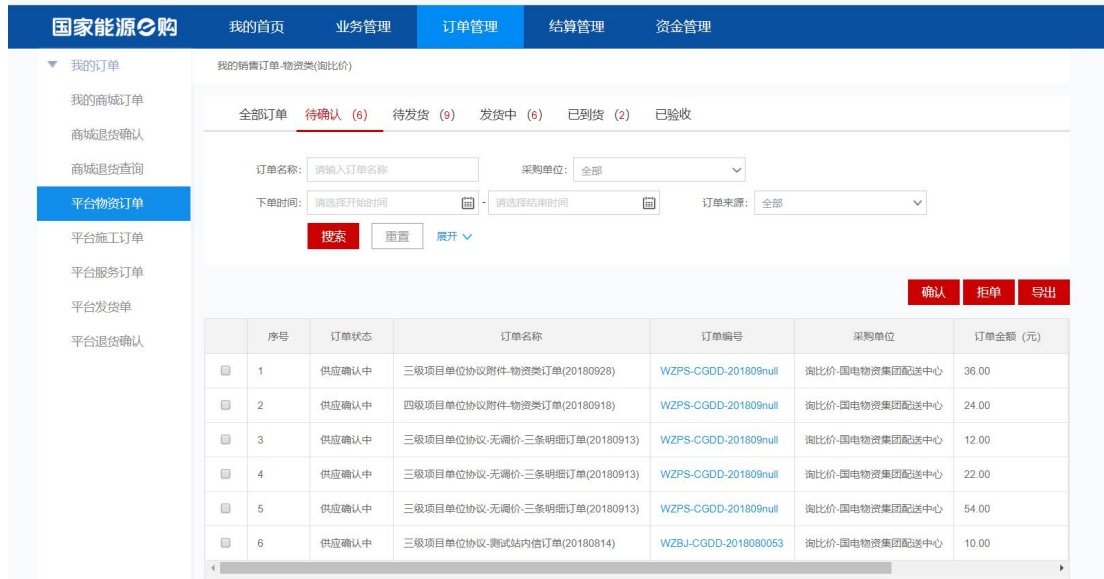 国家能源e购 我的首页 业务管理 订单管理 结算管理 资金管理
我的订单
我的商城订单
商城退货确认
商城退货查询
平台物资订单
平台施工订单
平台服务订单
平台发货单
平台退货确认
我的销售订单-物资类(询比价)
全部订单 待确认 (6) 待发货 (9) 发货中 (6) 已到货 (2) 已验收
订单名称: 请输入订单名称 采购单位: 全部
下单时间: 请选择开始时间 - 请选择结束时间 订单来源: 全部
搜索 重置 展开
确认 拒单 导出
序号 订单状态 订单名称 订单编号 采购单位 订单金额 (元)
1 供应确认中 三级项目单位协议附件-物资类订单(20180928) WZPS-CGDD-201809null 询比价-国电物资集团配送中心 36.00
2 供应确认中 四级项目单位协议附件-物资类订单(20180918) WZPS-CGDD-201809null 询比价-国电物资集团配送中心 24.00
3 供应确认中 三级项目单位协议-无调价-三条明细订单(20180913) WZPS-CGDD-201809null 询比价-国电物资集团配送中心 12.00
4 供应确认中 三级项目单位协议-无调价-三条明细订单(20180913) WZPS-CGDD-201809null 询比价-国电物资集团配送中心 22.00
5 供应确认中 三级项目单位协议-无调价-三条明细订单(20180913) WZPS-CGDD-201809null 询比价-国电物资集团配送中心 54.00
6 供应确认中 三级项目单位协议-测试站内信订单(20180814) WZBJ-CGDD-2018080053 询比价-国电物资集团配送中心 10.00